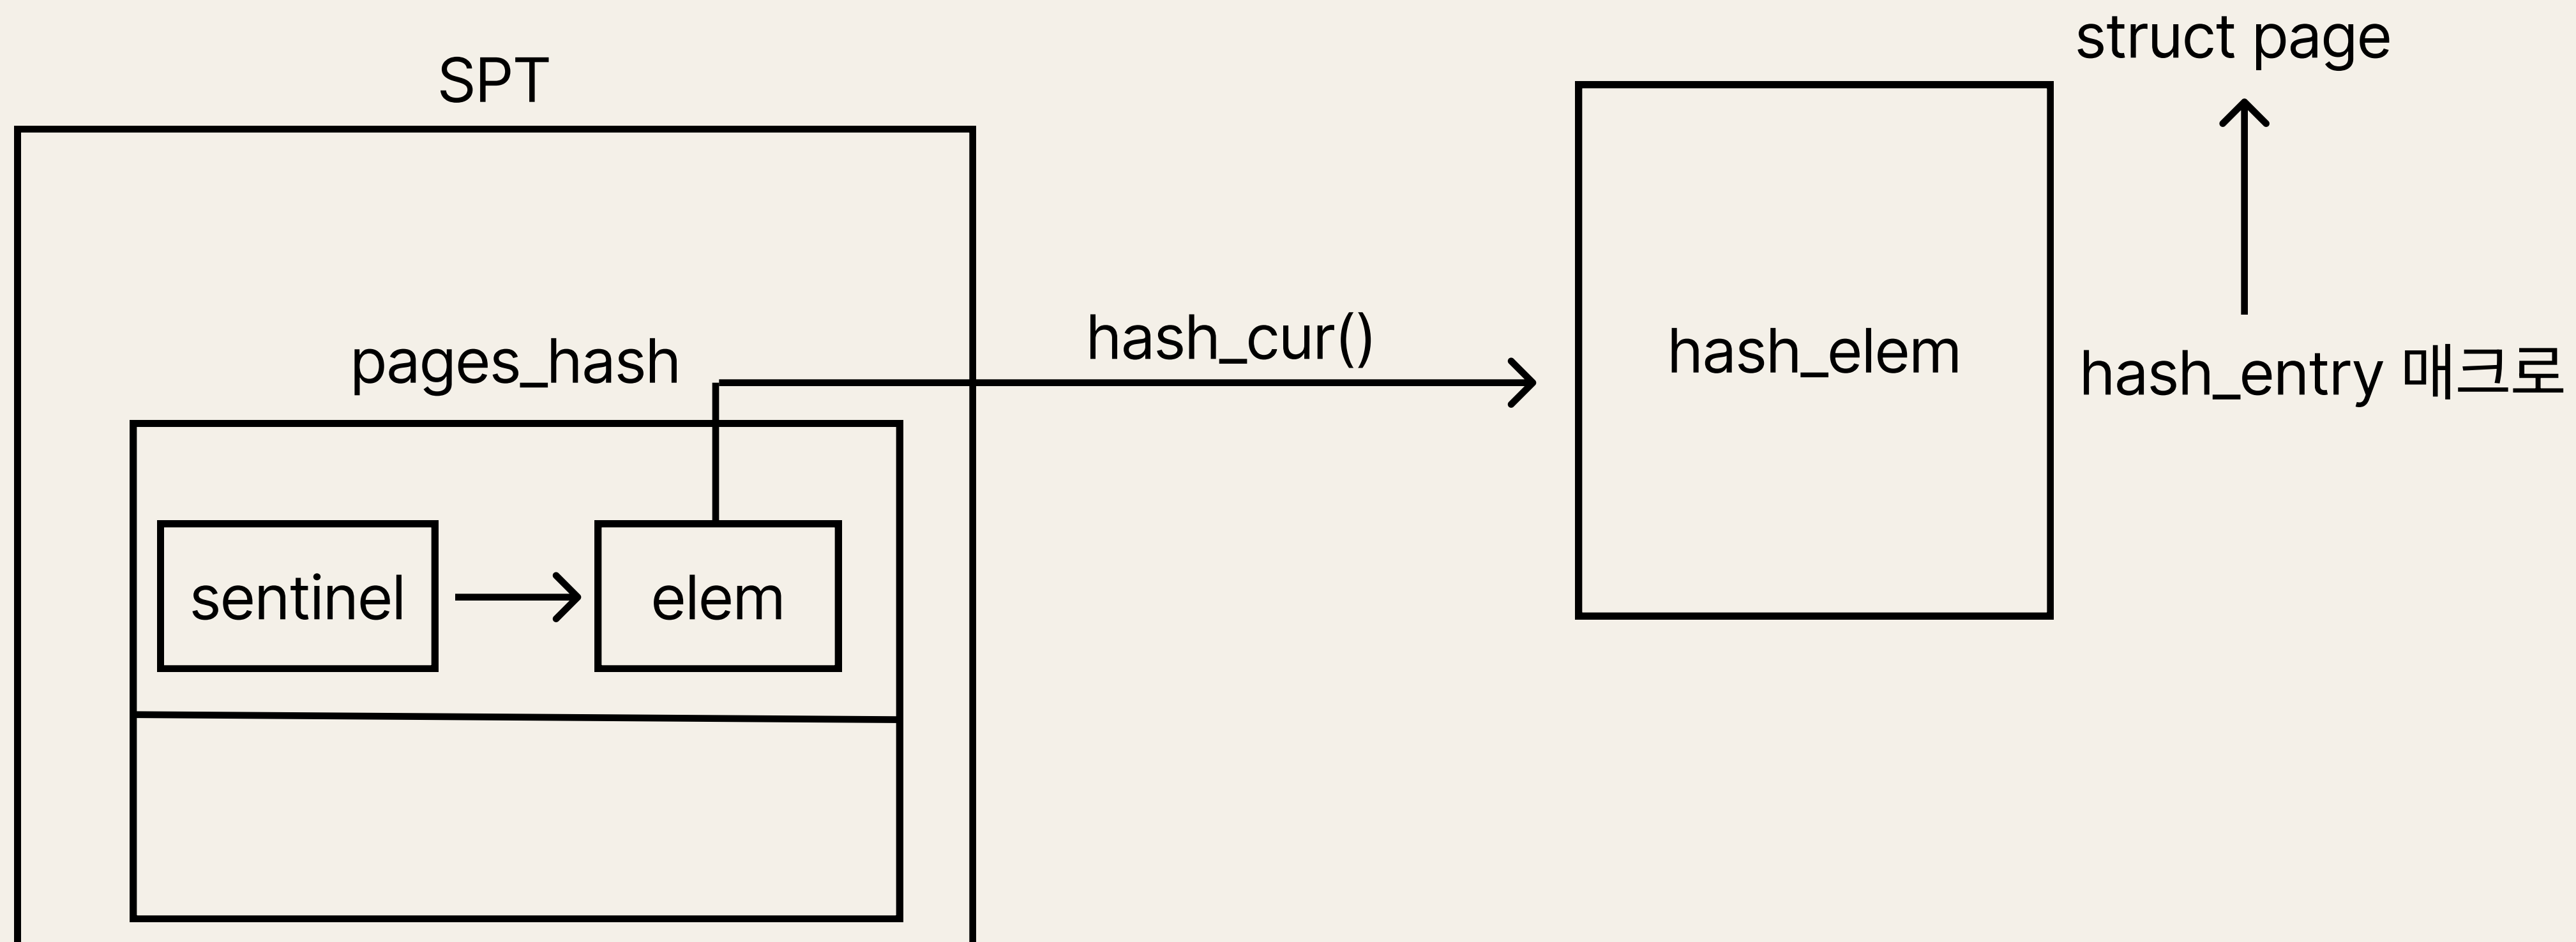 SPT
pages_hash
sentinel
elem
hash_cur()
hash_elem
struct page
hash_entry 매크로